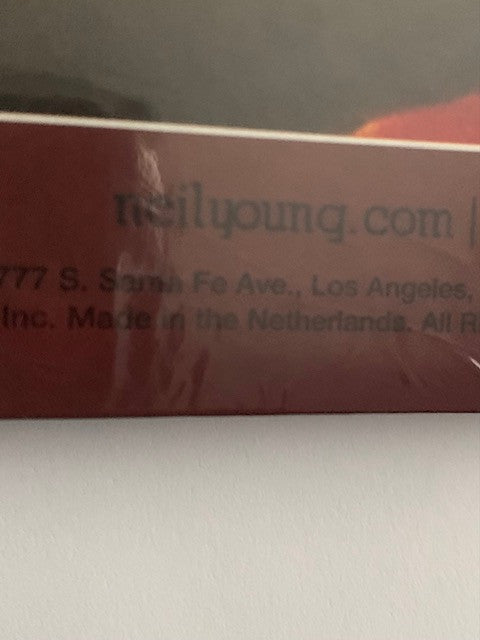 neilyoung.com |
777 S. Santa Fe Ave., Los Angeles,
Inc. Made in the Netherlands. All R